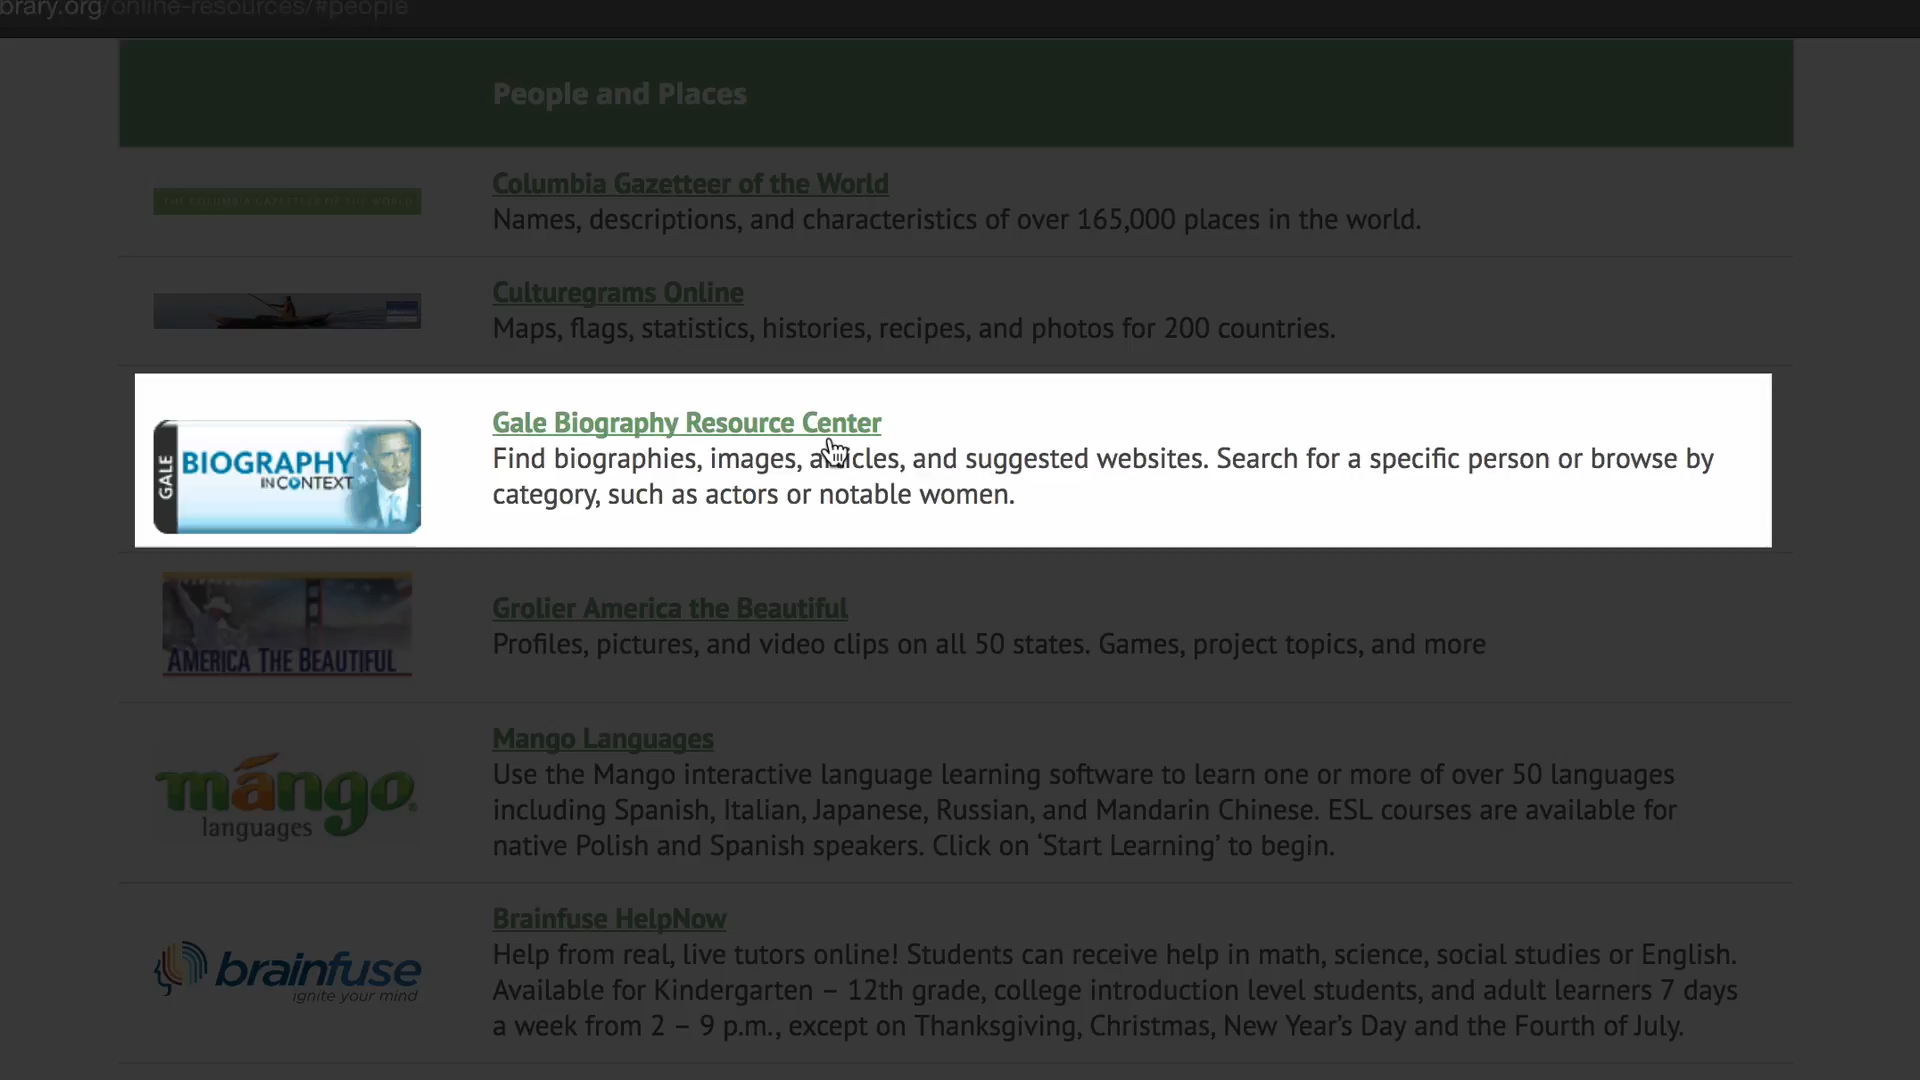 brary.org/online-resources/#people
People and Places
THE COLUMBIA GAZETTEER OF THE WORLD
Columbia Gazetteer of the World
Names, descriptions, and characteristics of over 165,000 places in the world.
Culturegrams Online
Maps, flags, statistics, histories, recipes, and photos for 200 countries.
GALE
BIOGRAPHY
IN CONTEXT
Gale Biography Resource Center
Find biographies, images, articles, and suggested websites. Search for a specific person or browse by
category, such as actors or notable women.
AMERICA THE BEAUTIFUL
Grolier America the Beautiful
Profiles, pictures, and video clips on all 50 states. Games, project topics, and more
mango
languages
Mango Languages
Use the Mango interactive language learning software to learn one or more of over 50 languages
including Spanish, Italian, Japanese, Russian, and Mandarin Chinese. ESL courses are available for
native Polish and Spanish speakers. Click on ‘Start Learning’ to begin.
brainfuse
ignite your mind
Brainfuse HelpNow
Help from real, live tutors online! Students can receive help in math, science, social studies or English.
Available for Kindergarten – 12th grade, college introduction level students, and adult learners 7 days
a week from 2 – 9 p.m., except on Thanksgiving, Christmas, New Year’s Day and the Fourth of July.